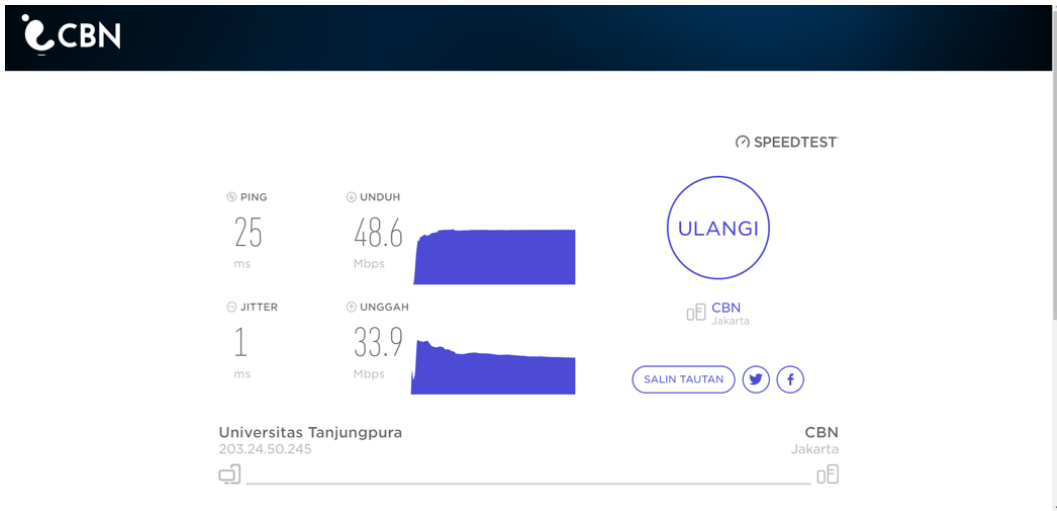 CBN
SPEEDTEST
PING
25
ms
UNDUH
48.6
Mbps
ULANGI
JITTER
1
ms
UNGGAH
33.9
Mbps
CBN
Jakarta
SALIN TAUTAN
Universitas Tanjungpura
203.24.50.245
CBN
Jakarta